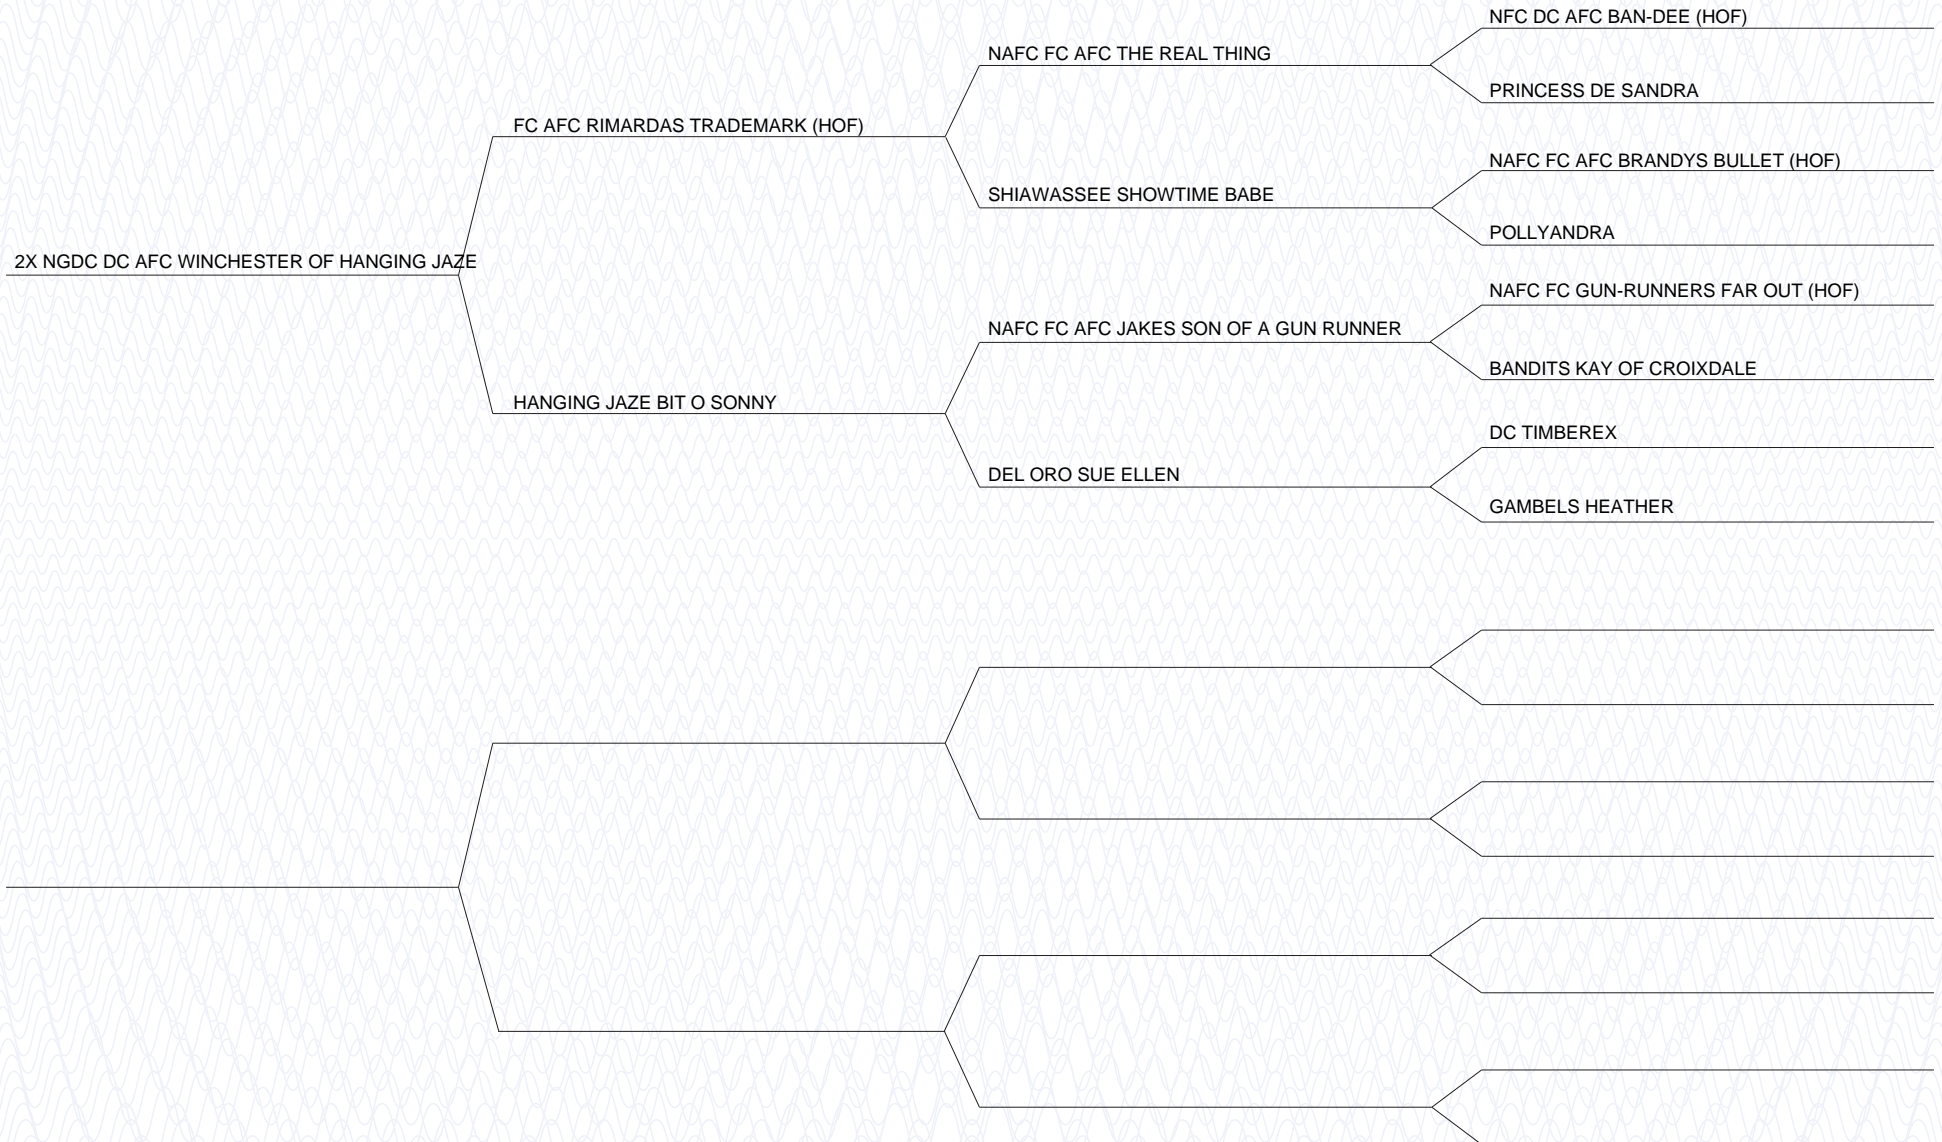 NFC DC AFC BAN-DEE (HOF)
NAFC FC AFC THE REAL THING
PRINCESS DE SANDRA
FC AFC RIMARDAS TRADEMARK (HOF)
NAFC FC AFC BRANDYS BULLET (HOF)
SHIAWASSEE SHOWTIME BABE
POLLYANDRA
2X NGDC DC AFC WINCHESTER OF HANGING JAZE
NAFC FC GUN-RUNNERS FAR OUT (HOF)
NAFC FC AFC JAKES SON OF A GUN RUNNER
BANDITS KAY OF CROIXDALE
HANGING JAZE BIT O SONNY
DC TIMBEREX
DEL ORO SUE ELLEN
GAMBELS HEATHER